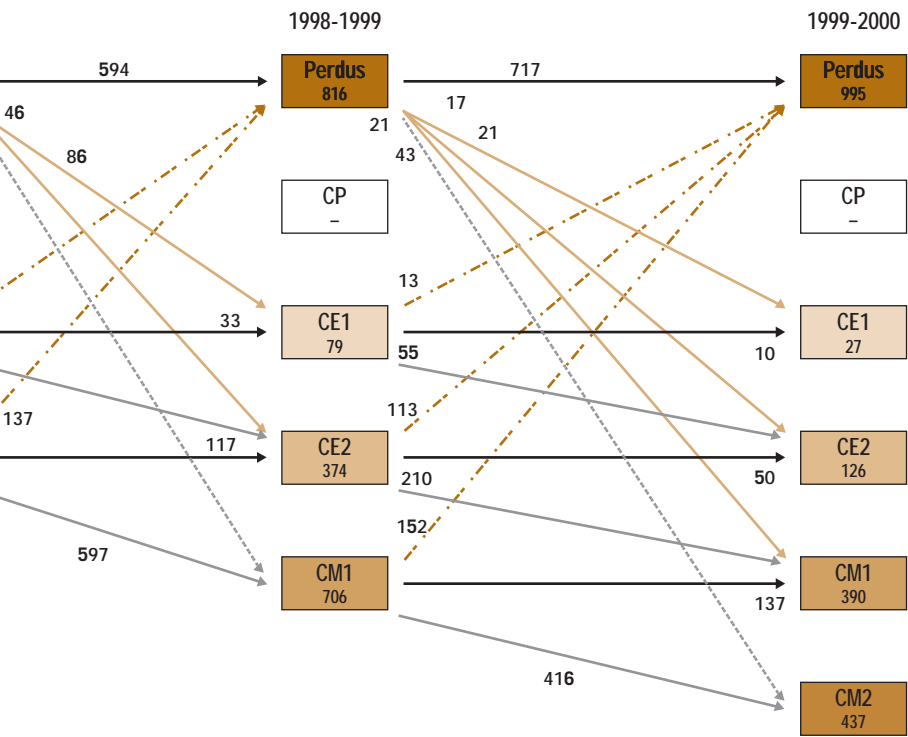 1998-1999 1999-2000
594 Perdus 717 Perdus
816 995
46 17
21 21
86 43
CP CP
– –
13
33 CE1 CE1
79 55 10 27
137 113
117 CE2 CE2
374 210 50 126
152
597 CM1 CM1
706 137 390
416 CM2
437